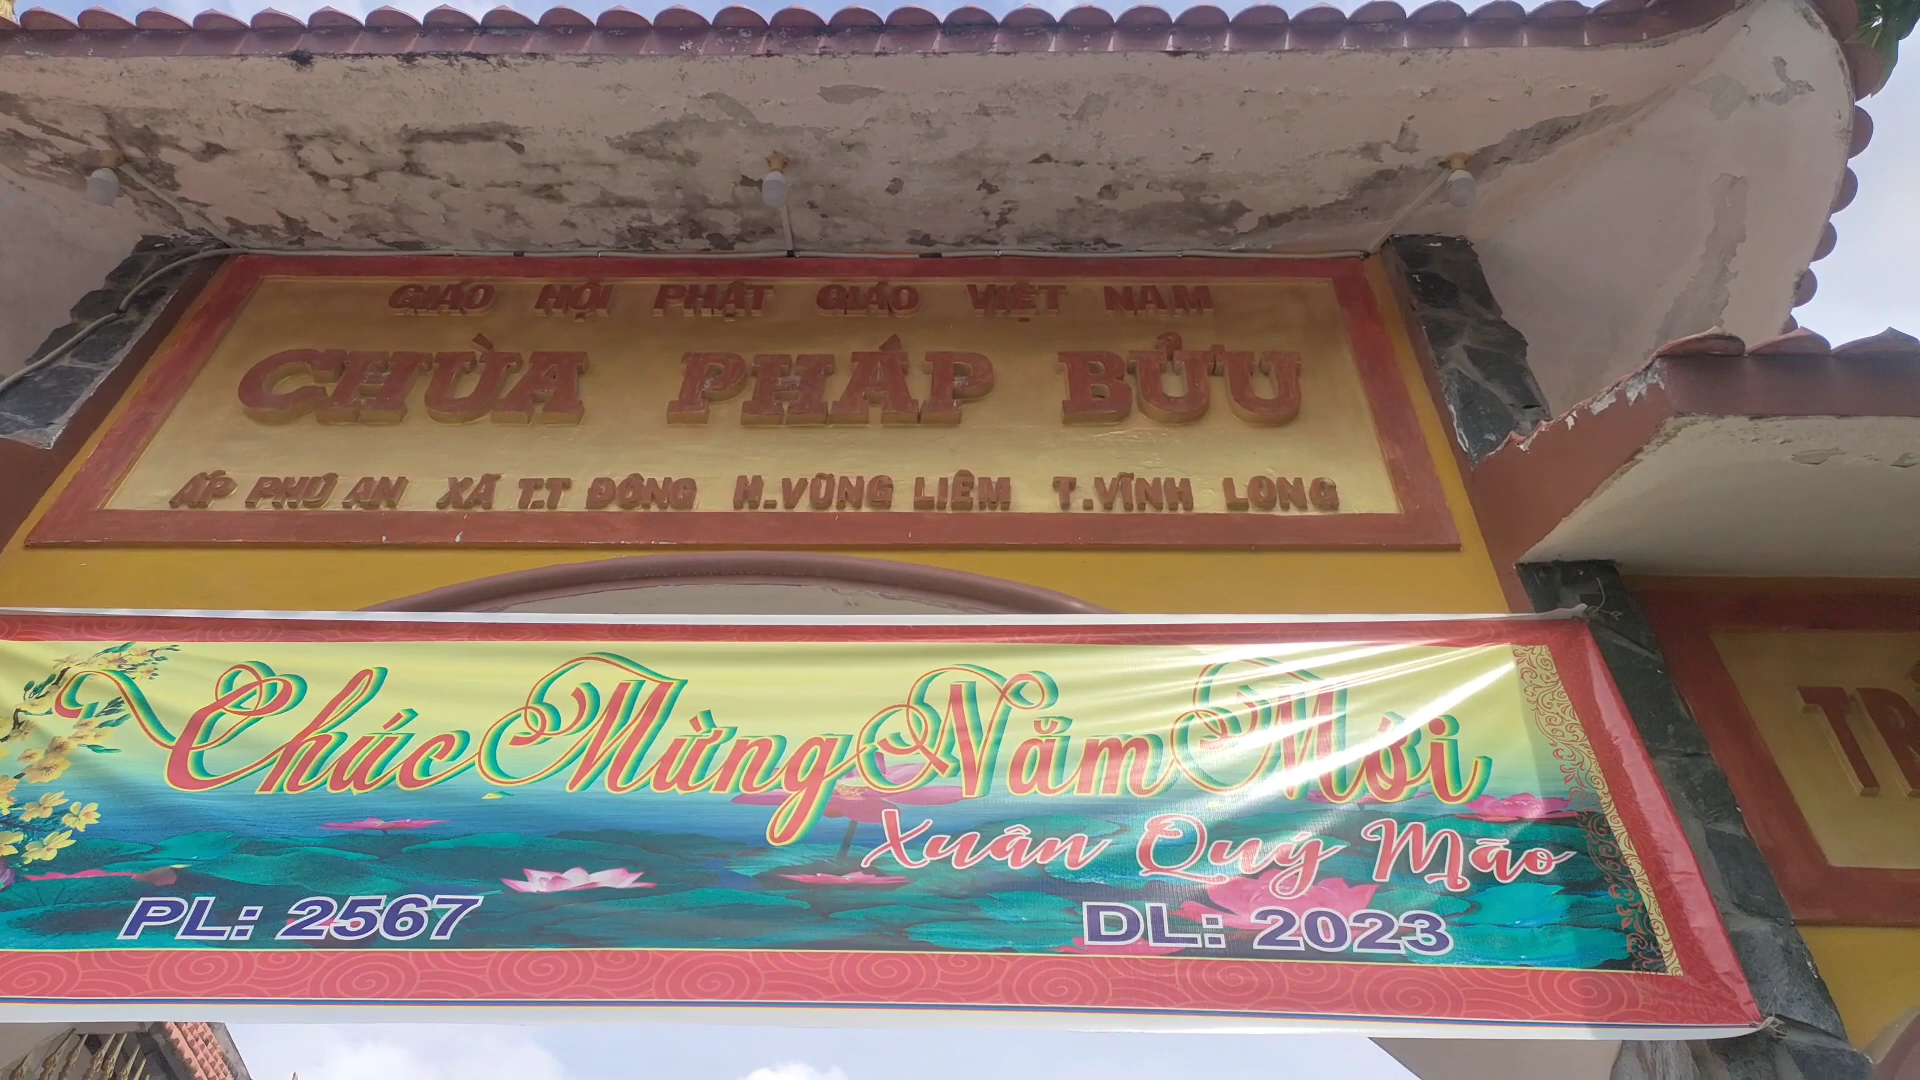 GIÁO HỘI PHẬT GIÁO VIỆT NAM
CHÙA PHÁP BỬU
ẤP PHÚ AN XÃ T.T ĐÔNG H.VŨNG LIÊM T.VĨNH LONG
Chúc Mừng Năm Mới
Xuân Quý Mão
PL: 2567
DL: 2023